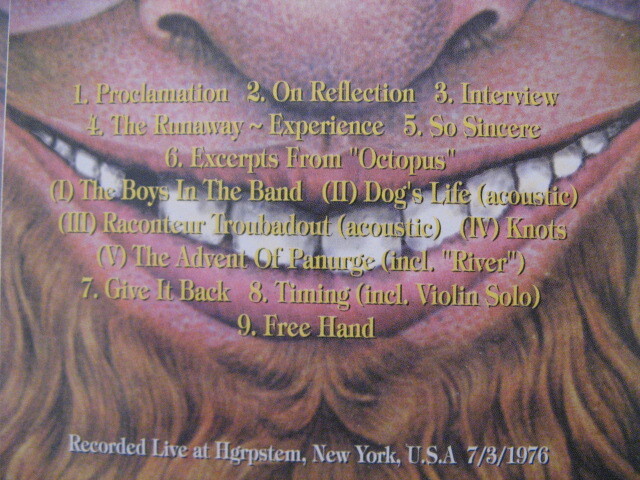 1. Proclamation 2. On Reflection 3. Interview
4. The Runaway ~ Experience 5. So Sincere
6. Excerpts From "Octopus"
(I) The Boys In The Band (II) Dog's Life (acoustic)
(III) Raconteur Troubadout (acoustic) (IV) Knots
(V) The Advent Of Panurge (incl. "River")
7. Give It Back 8. Timing (incl. Violin Solo)
9. Free Hand
Recorded Live at Hgrpstem, New York, U.S.A 7/3/1976